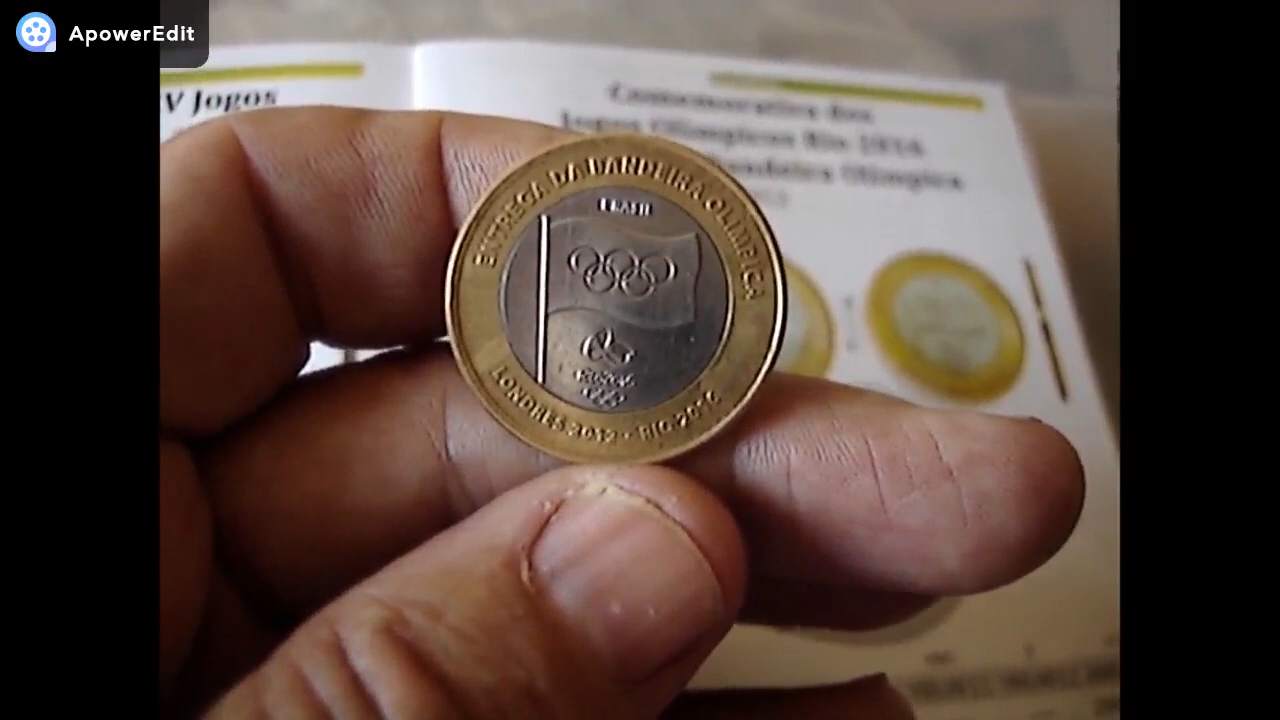 ApowerEdit
V Jogos
Comemorativa dos
Jogos Olímpicos Rio 2016
Bandeira Olímpica
ENTREGA DA BANDEIRA OLÍMPICA
BRASIL
LONDRES 2012 - RIO 2016